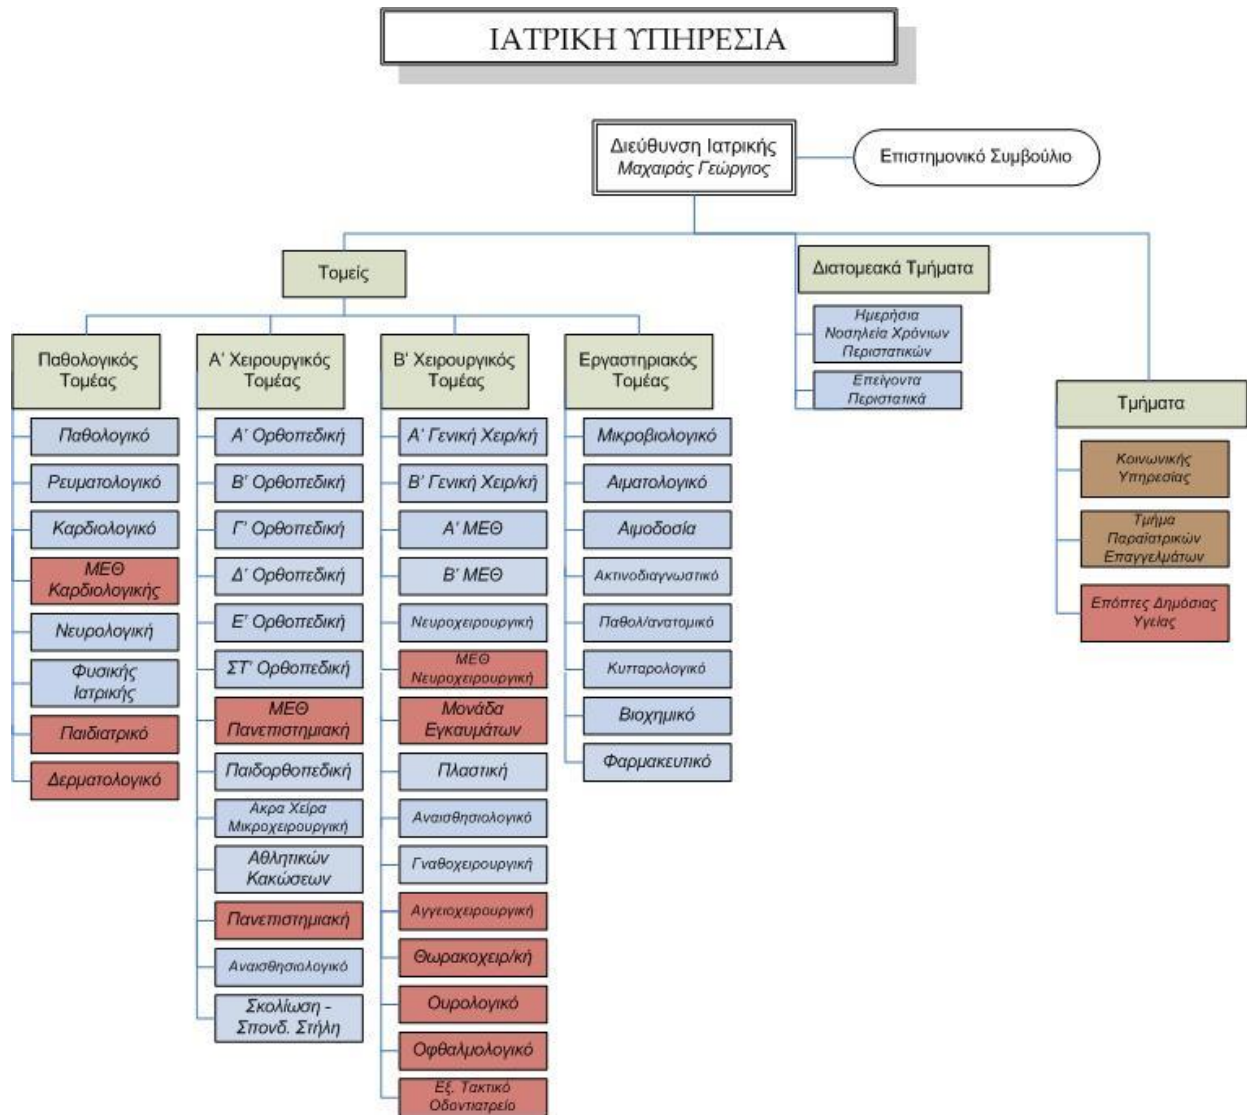 ΙΑΤΡΙΚΗ ΥΠΗΡΕΣΙΑ
Διεύθυνση Ιατρικής
Μαχαιράς Γεώργιος
Επιστημονικό Συμβούλιο
Τομείς
Διατομεακά Τμήματα
Ημερήσια
Νοσηλεία Χρόνιων
Περιστατικών
Επείγοντα
Περιστατικά
Τμήματα
Κοινωνικής
Υπηρεσίας
Τμήμα
Παραϊατρικών
Επαγγελμάτων
Επόπτες Δημόσιας
Υγείας
Παθολογικός
Τομέας
Παθολογικό
Ρευματολογικό
Καρδιολογικό
ΜΕΘ
Καρδιολογικής
Νευρολογική
Φυσικής
Ιατρικής
Παιδιατρικό
Δερματολογικό
Α' Χειρουργικός
Τομέας
Α' Ορθοπεδική
Β' Ορθοπεδική
Γ' Ορθοπεδική
Δ' Ορθοπεδική
Ε' Ορθοπεδική
ΣΤ' Ορθοπεδική
ΜΕΘ
Πανεπιστημιακή
Παιδορθοπεδική
Ακρα Χείρα
Μικροχειρουργική
Αθλητικών
Κακώσεων
Πανεπιστημιακή
Αναισθησιολογικό
Σκολίωση -
Σπονδ. Στήλη
Β' Χειρουργικός
Τομέας
Α' Γενική Χειρ/κή
Β' Γενική Χειρ/κή
Α' ΜΕΘ
Β' ΜΕΘ
Νευροχειρουργική
ΜΕΘ
Νευροχειρουργική
Μονάδα
Εγκαυμάτων
Πλαστική
Αναισθησιολογικό
Γναθοχειρουργική
Αγγειοχειρουργική
Θωρακοχειρ/κή
Ουρολογικό
Οφθαλμολογικό
Εξ. Τακτικό
Οδοντιατρείο
Εργαστηριακός
Τομέας
Μικροβιολογικό
Αιματολογικό
Αιμοδοσία
Ακτινοδιαγνωστικό
Παθολ/ανατομικό
Κυτταρολογικό
Βιοχημικό
Φαρμακευτικό